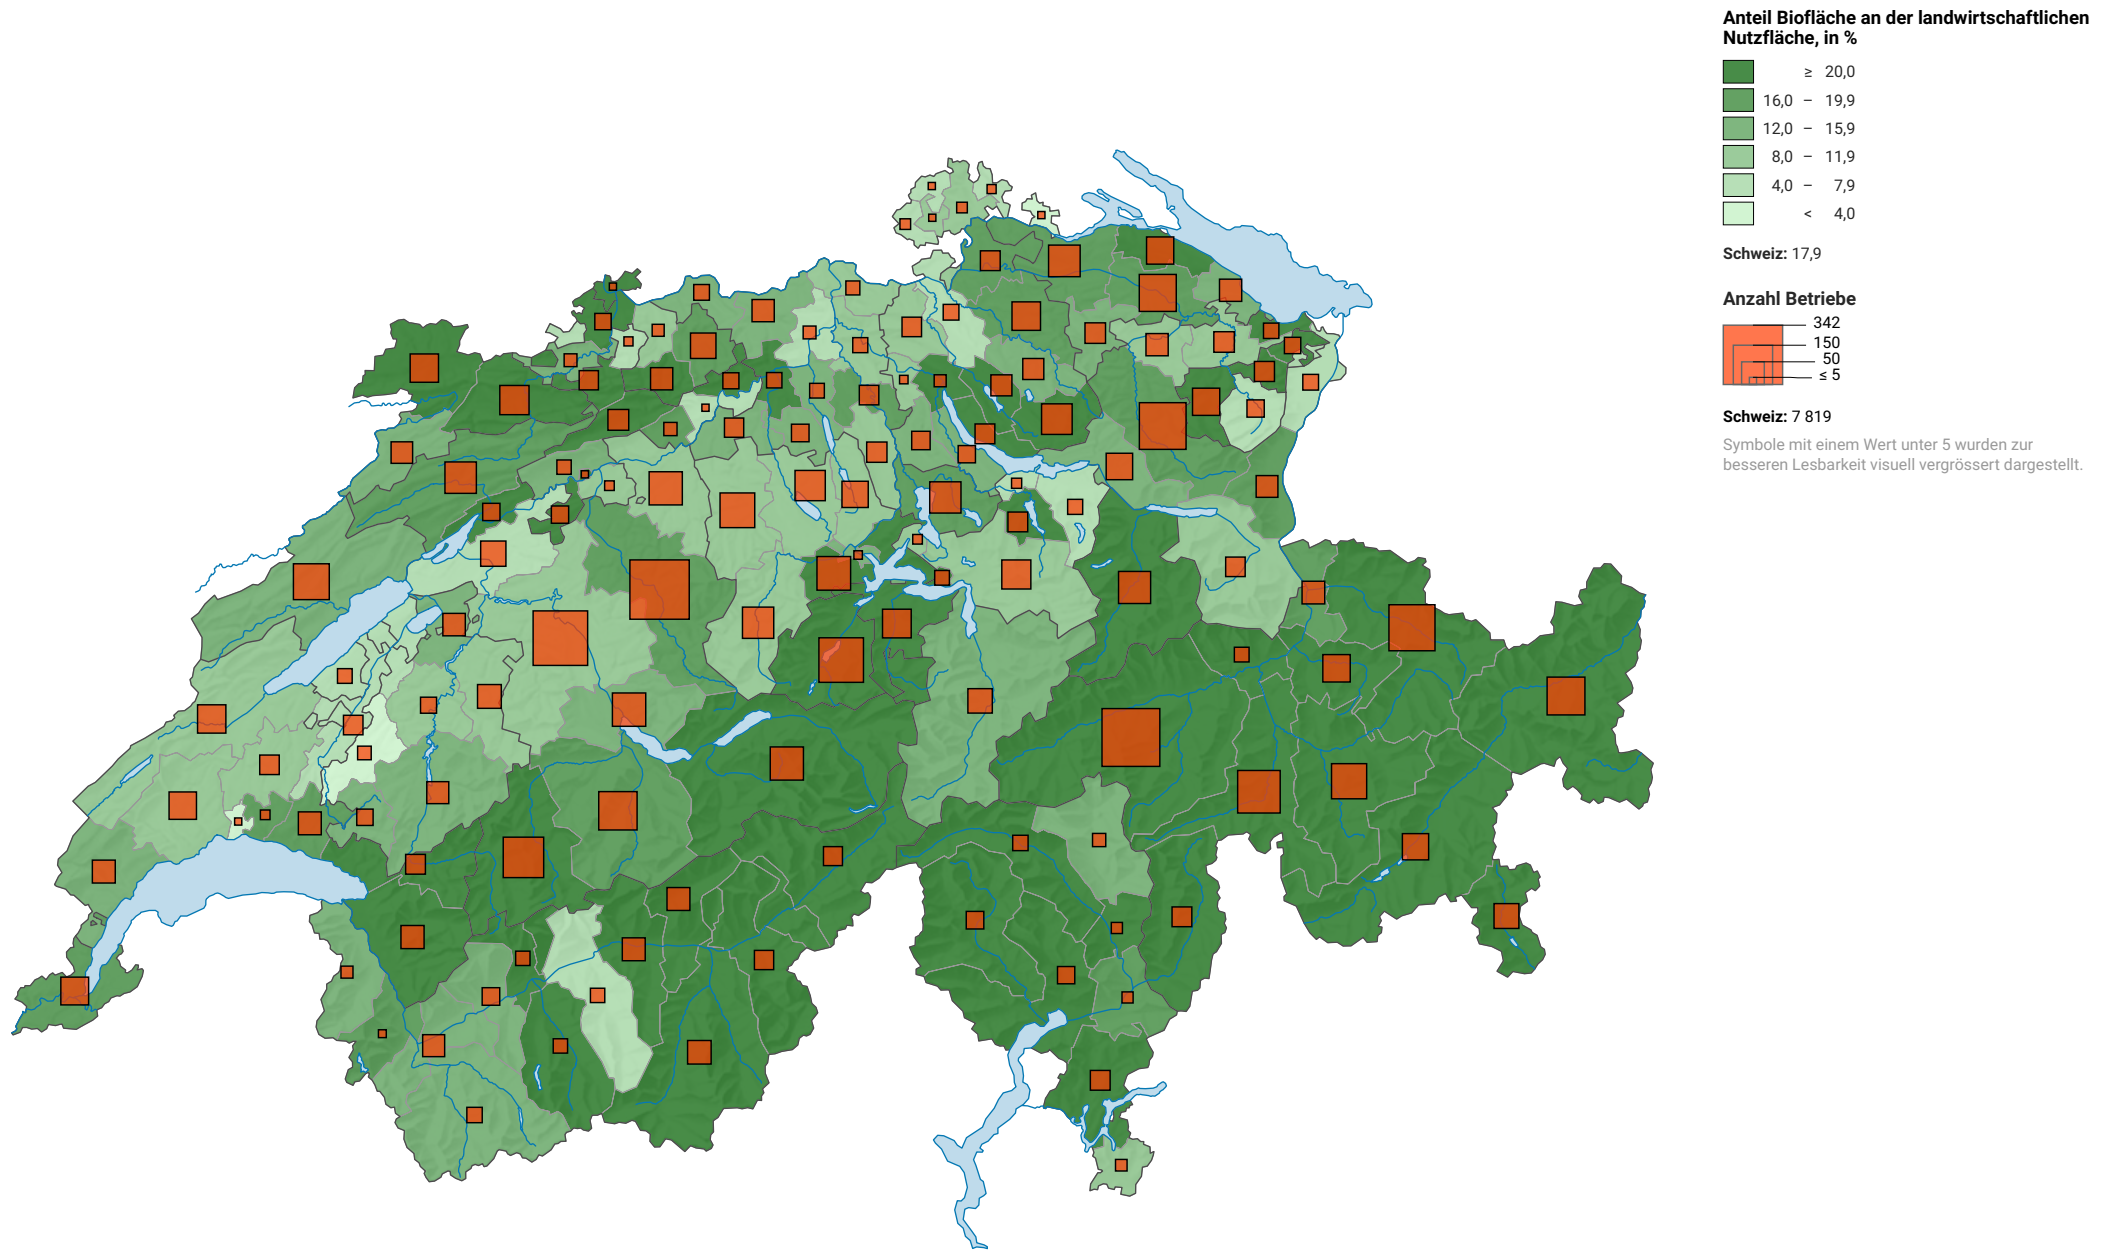 Anteil Biofläche an der landwirtschaftlichen
Nutzfläche, in %
≥ 20,0
16,0 – 19,9
12,0 – 15,9
8,0 – 11,9
4,0 – 7,9
< 4,0
Schweiz: 17,9
Anzahl Betriebe
342
150
50
≤ 5
Schweiz: 7 819
Symbole mit einem Wert unter 5 wurden zur
besseren Lesbarkeit visuell vergrössert dargestellt.